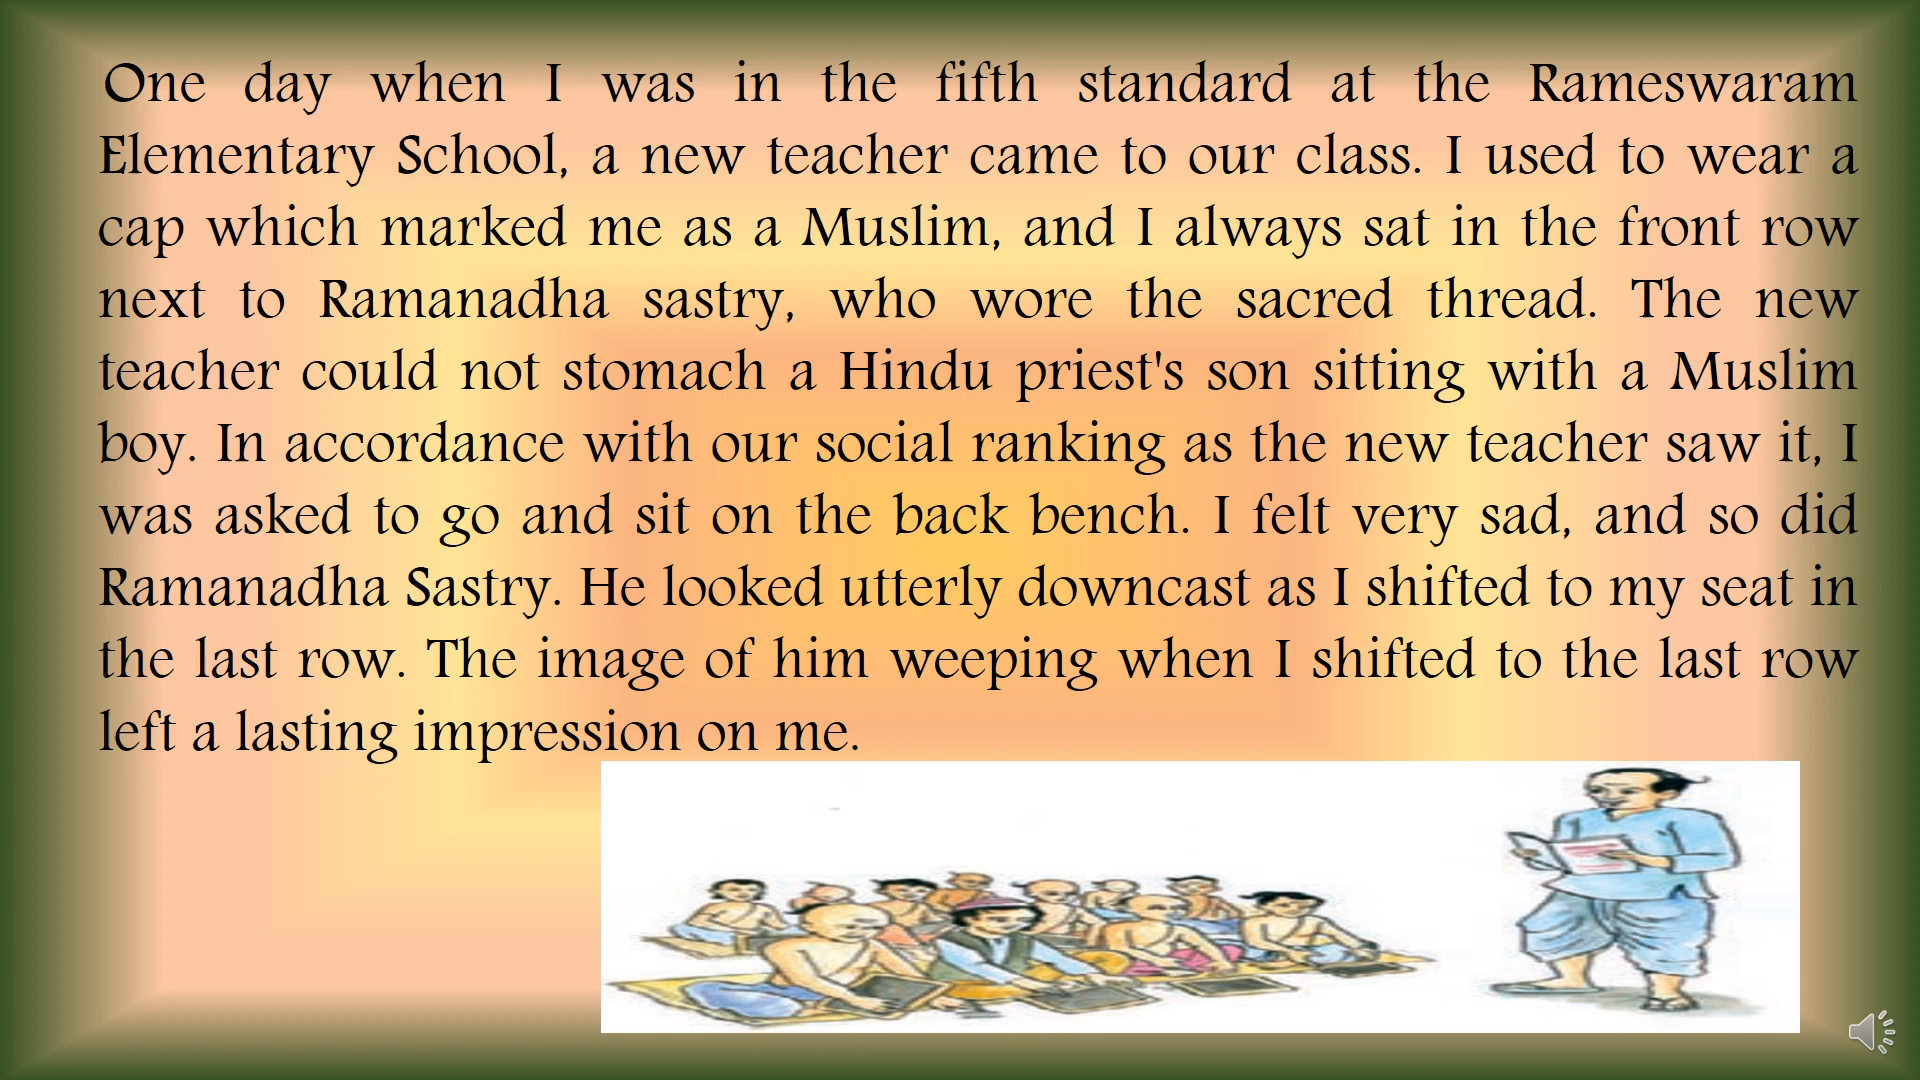 One day when I was in the fifth standard at the Rameswaram
Elementary School, a new teacher came to our class. I used to wear a
cap which marked me as a Muslim, and I always sat in the front row
next to Ramanadha sastry, who wore the sacred thread. The new
teacher could not stomach a Hindu priest's son sitting with a Muslim
boy. In accordance with our social ranking as the new teacher saw it, I
was asked to go and sit on the back bench. I felt very sad, and so did
Ramanadha Sastry. He looked utterly downcast as I shifted to my seat in
the last row. The image of him weeping when I shifted to the last row
left a lasting impression on me.